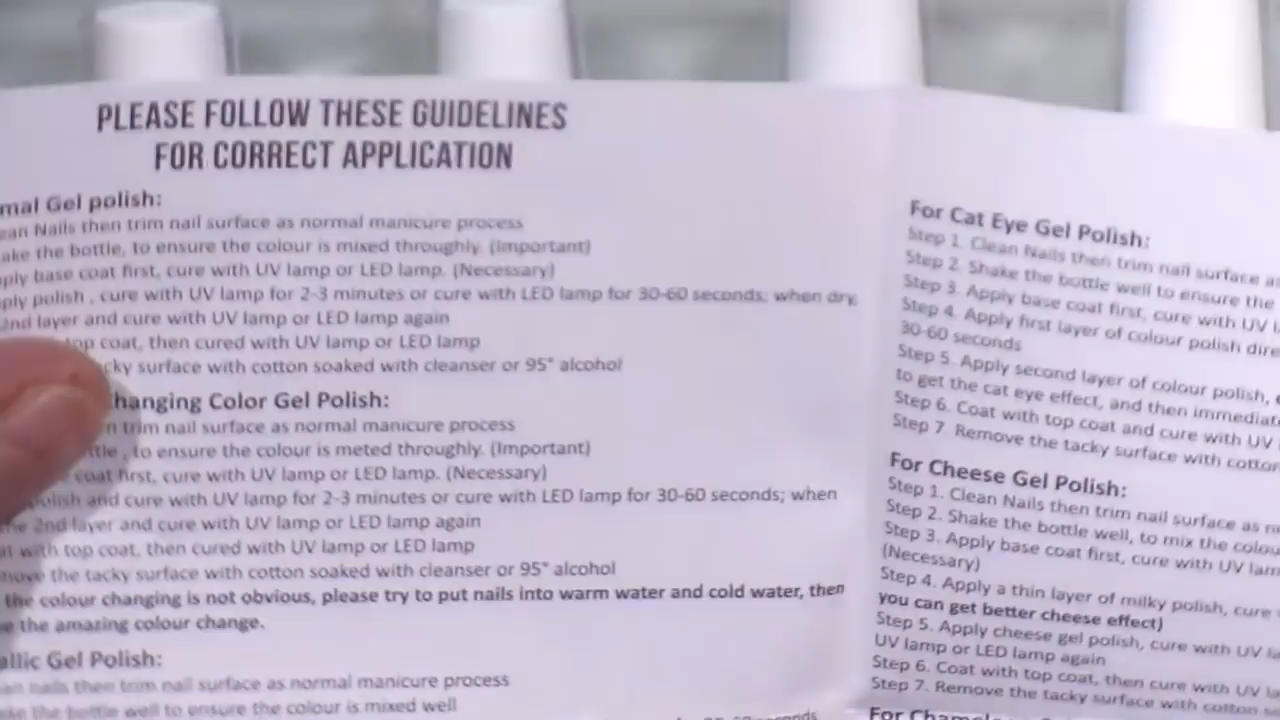 PLEASE FOLLOW THESE GUIDELINES
FOR CORRECT APPLICATION
mal Gel polish:
ean Nails then trim nail surface as normal manicure process
ake the bottle, to ensure the colour is mixed throughly. (Important)
pply base coat first, cure with UV lamp or LED lamp. (Necessary)
pply polish , cure with UV lamp for 2-3 minutes or cure with LED lamp for 30-60 seconds; when dry,
2nd layer and cure with UV lamp or LED lamp again
top coat, then cured with UV lamp or LED lamp
cky surface with cotton soaked with cleanser or 95° alcohol
hanging Color Gel Polish:
n trim nail surface as normal manicure process
ttle , to ensure the colour is meted throughly. (Important)
coat first, cure with UV lamp or LED lamp. (Necessary)
polish and cure with UV lamp for 2-3 minutes or cure with LED lamp for 30-60 seconds; when
he 2nd layer and cure with UV lamp or LED lamp again
at with top coat, then cured with UV lamp or LED lamp
move the tacky surface with cotton soaked with cleanser or 95° alcohol
the colour changing is not obvious, please try to put nails into warm water and cold water, then
e the amazing colour change.
allic Gel Polish:
ean nails then trim nail surface as normal manicure process
ake the bottle well to ensure the colour is mixed well
seconds
For Cat Eye Gel Polish:
Step 1. Clean Nails then trim nail surface as
Step 2. Shake the bottle well to ensure the
Step 3. Apply base coat first, cure with UV l
Step 4. Apply first layer of colour polish dire
30-60 seconds
Step 5. Apply second layer of colour polish, e
to get the cat eye effect, and then immediat
Step 6. Coat with top coat and cure with UV
Step 7. Remove the tacky surface with cotton
For Cheese Gel Polish:
Step 1. Clean Nails then trim nail surface as n
Step 2. Shake the bottle well, to mix the colou
Step 3. Apply base coat first, cure with UV lam
(Necessary)
Step 4. Apply a thin layer of milky polish, cure
you can get better cheese effect)
Step 5. Apply cheese gel polish, cure with UV la
UV lamp or LED lamp again
Step 6. Coat with top coat, then cure with UV la
Step 7. Remove the tacky surface with cotton so
For Chameleo